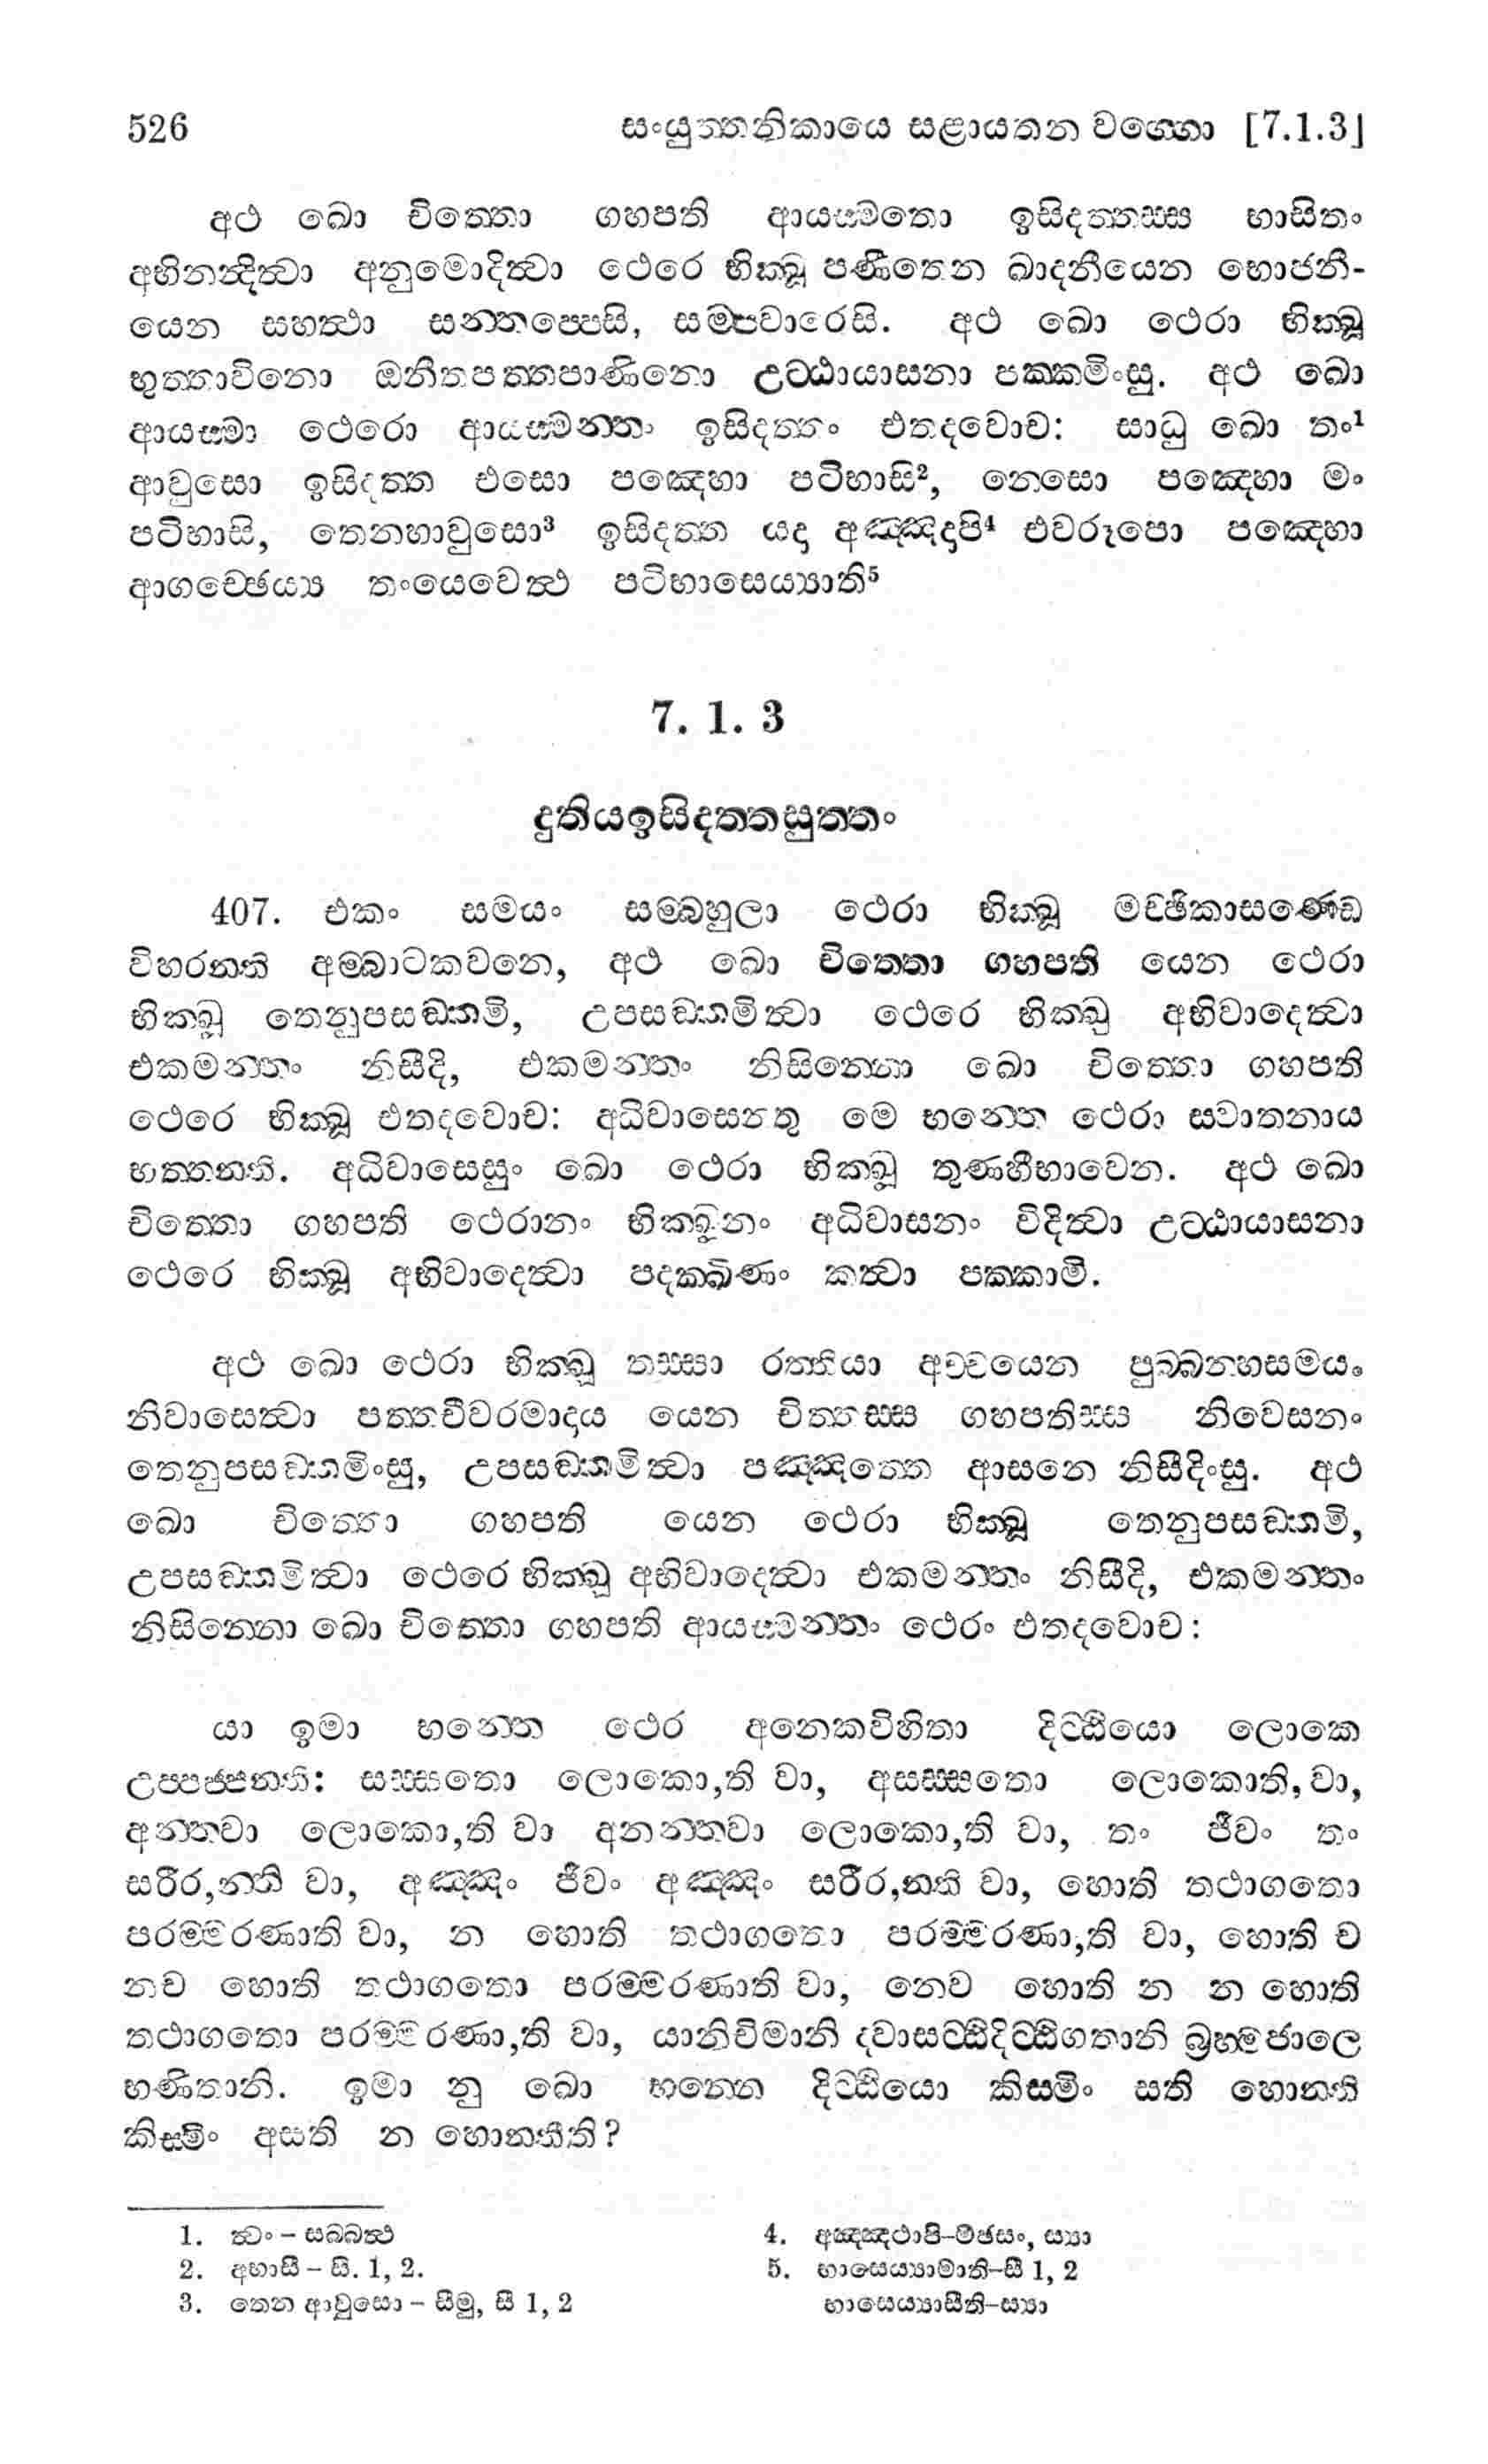 526 සංයුත්තනිකායෙ සළායතන වග්ගො [7.1.3]
අථ ඛො චිත්තො ගහපති ආයස්මතො ඉසිදත්තස්ස භාසිතං
අභිනන්දිත්වා අනුමොදිත්වා ථෙරෙ භික්ඛූ පණීතෙන ඛාදනීයෙන භොජනී-
යෙන සහත්ථා සන්තප්පෙසි, සම්පවාරෙසි. අථ ඛො ථෙරා භික්ඛූ
භුත්තාවිනො ඔනීතපත්තපාණිනො උට්ඨායාසනා පක්කමිංසු. අථ ඛො
ආයස්මා ථෙරො ආයස්මන්තං ඉසිදත්තං එතදවොච: සාධු ඛො තං¹
ආවුසො ඉසිදත්ත එසො පඤ්හො පටිභාසි², නෙසො පඤ්හො මං
පටිභාසි, තෙනහාවුසො³ ඉසිදත්ත යදා අඤ්ඤදාපි⁴ එවරූපො පඤ්හො
ආගච්ඡෙය්‍ය තංයෙවෙත්ථ පටිභාසෙය්‍යාති⁵
7. 1. 3
දුතියඉසිදත්තසුත්තං
407. එකං සමයං සම්බහුලා ථෙරා භික්ඛූ මච්ඡිකාසණ්ඩෙ
විහරන්ති අම්බාටකවනෙ, අථ ඛො චිත්තො ගහපති යෙන ථෙරා
භික්ඛූ තෙනුපසඞ්කමි, උපසඞ්කමිත්වා ථෙරෙ භික්ඛු අභිවාදෙත්වා
එකමන්තං නිසීදි, එකමන්තං නිසින්නො ඛො චිත්තො ගහපති
ථෙරෙ භික්ඛූ එතදවොච: අධිවාසෙන්තු මෙ භන්තෙ ථෙරා ස්වාතනාය
භත්තන්ති. අධිවාසෙසුං ඛො ථෙරා භික්ඛූ තුණ්හීභාවෙන. අථ ඛො
චිත්තො ගහපති ථෙරානං භික්ඛූනං අධිවාසනං විදිත්වා උට්ඨායාසනා
ථෙරෙ භික්ඛූ අභිවාදෙත්වා පදක්ඛිණං කත්වා පක්කාමි.
අථ ඛො ථෙරා භික්ඛූ තස්සා රත්තියා අච්චයෙන පුබ්බන්හසමයං
නිවාසෙත්වා පත්තචීවරමාදාය යෙන චිත්තස්ස ගහපතිස්ස නිවෙසනං
තෙනුපසඞ්කමිංසු, උපසඞ්කමිත්වා පඤ්ඤත්තෙ ආසනෙ නිසීදිංසු. අථ
ඛො චිත්තො ගහපති යෙන ථෙරා භික්ඛූ තෙනුපසඞ්කමි,
උපසඞ්කමිත්වා ථෙරෙ භික්ඛූ අභිවාදෙත්වා එකමන්තං නිසීදි, එකමන්තං
නිසින්නො ඛො චිත්තො ගහපති ආයස්මන්තං ථෙරං එතදවොච:
යා ඉමා භන්තෙ ථෙර අනෙකවිහිතා දිට්ඨියො ලොකෙ
උප්පජ්ජන්ති: සස්සතො ලොකො,ති වා, අසස්සතො ලොකොති, වා,
අන්තවා ලොකො,ති වා අනන්තවා ලොකො,ති වා, තං ජීවං තං
සරීර,න්ති වා, අඤ්ඤං ජීවං අඤ්ඤං සරීර,න්ති වා, හොති තථාගතො
පරම්මරණාති වා, න හොති තථාගතො පරම්මරණා,ති වා, හොති ච
නච හොති තථාගතො පරම්මරණාති වා, නෙව හොති න න හොති
තථාගතො පරම්මරණා,ති වා, යානිචිමානි ද්වාසට්ඨිදිට්ඨිගතානි බ්‍රහ්මජාලෙ
භණිතානි. ඉමා නු ඛො භන්තෙ දිට්ඨියො කිස්මිං සති හොන්ති
කිස්මිං අසති න හොන්තීති?
1. ත්වං – සබ්බත්ථ
2. අභාසී – සී. 1, 2.
3. තෙන ආවුසො – සීමු, සී 1, 2
4. අඤ්ඤථාපි–ම්ඡසං, ස්‍යා
5. භාසෙය්‍යාමාති–සී 1, 2
භාසෙය්‍යාසීති–ස්‍යා